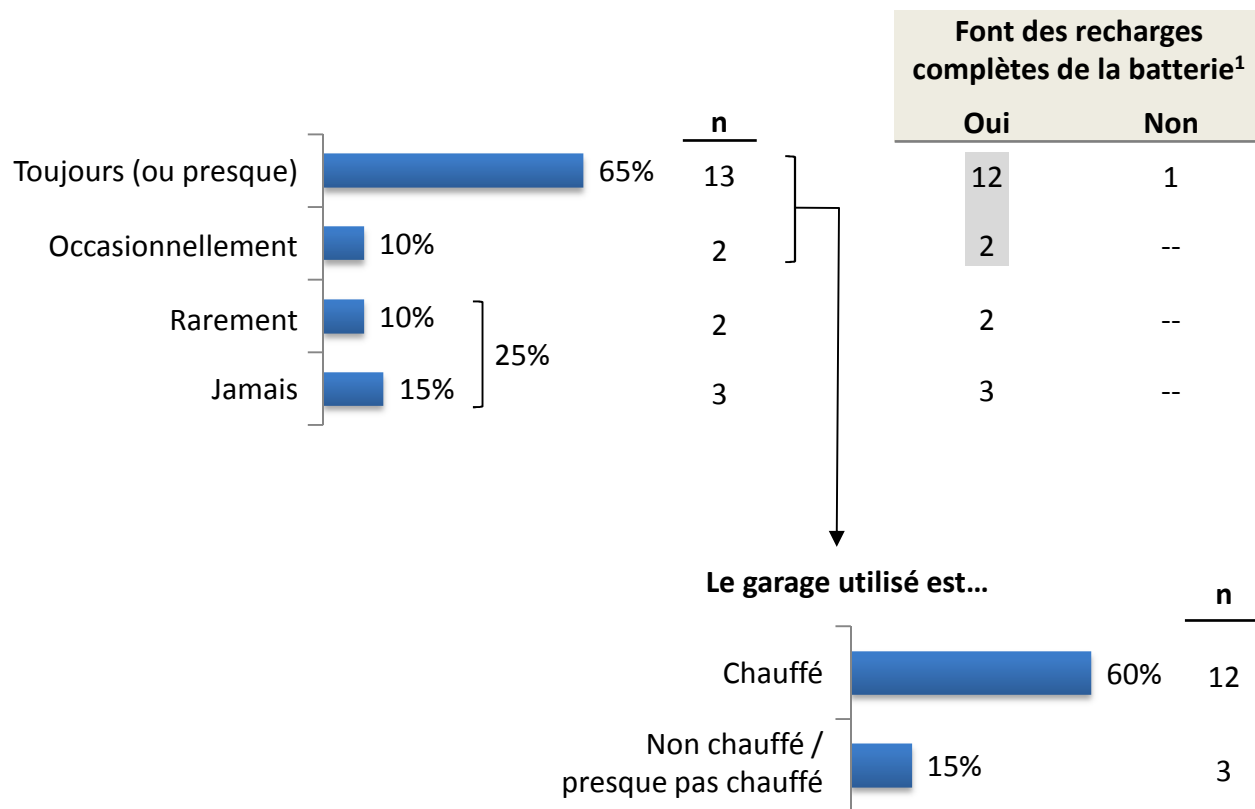 Font des recharges
complètes de la batterie¹
n
Oui Non
Toujours (ou presque) 65% 13 12 1
Occasionnellement 10% 2 2 --
Rarement 10% 2 2 --
25%
Jamais 15% 3 3 --
Le garage utilisé est…
n
Chauffé 60% 12
Non chauffé /
presque pas chauffé 15% 3